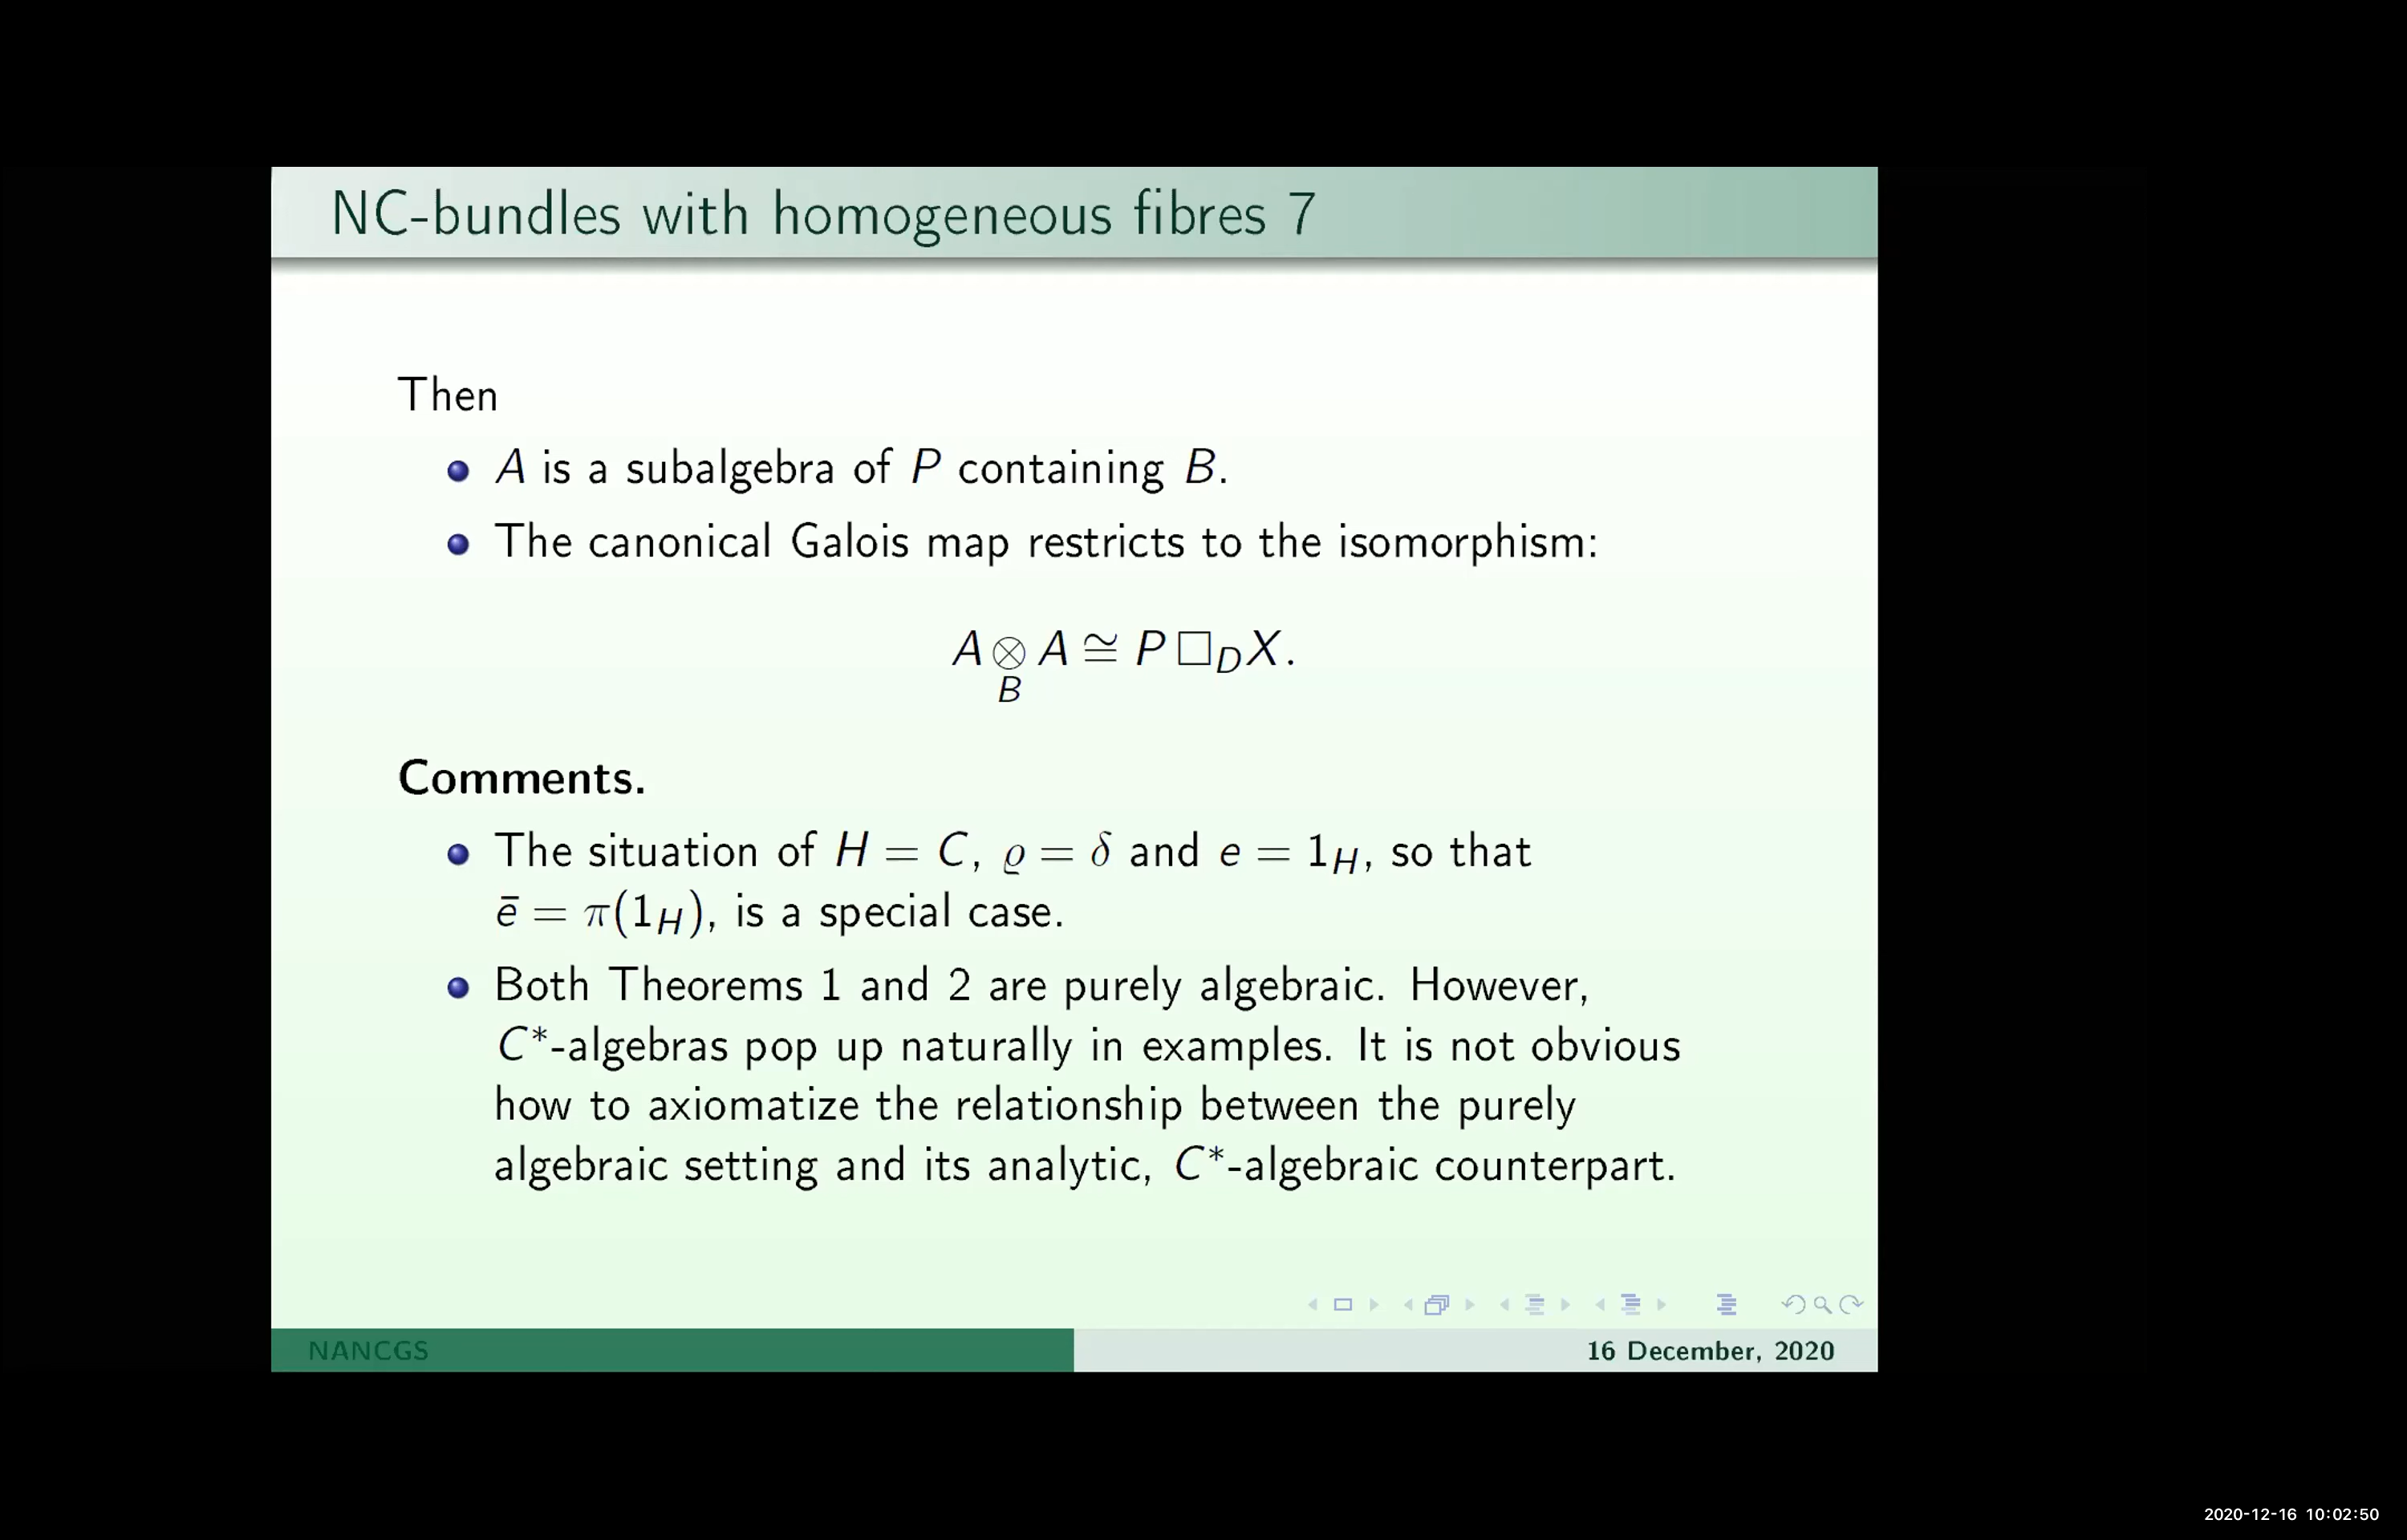 NC-bundles with homogeneous fibres 7
Then
A is a subalgebra of P containing B.
The canonical Galois map restricts to the isomorphism:
A ⊗_B A ≅ P □_D X.
Comments.
The situation of H = C, ϱ = δ and e = 1_H, so that
ē = π(1_H), is a special case.
Both Theorems 1 and 2 are purely algebraic. However,
C*-algebras pop up naturally in examples. It is not obvious
how to axiomatize the relationship between the purely
algebraic setting and its analytic, C*-algebraic counterpart.
NANCGS
16 December, 2020
2020-12-16 10:02:50